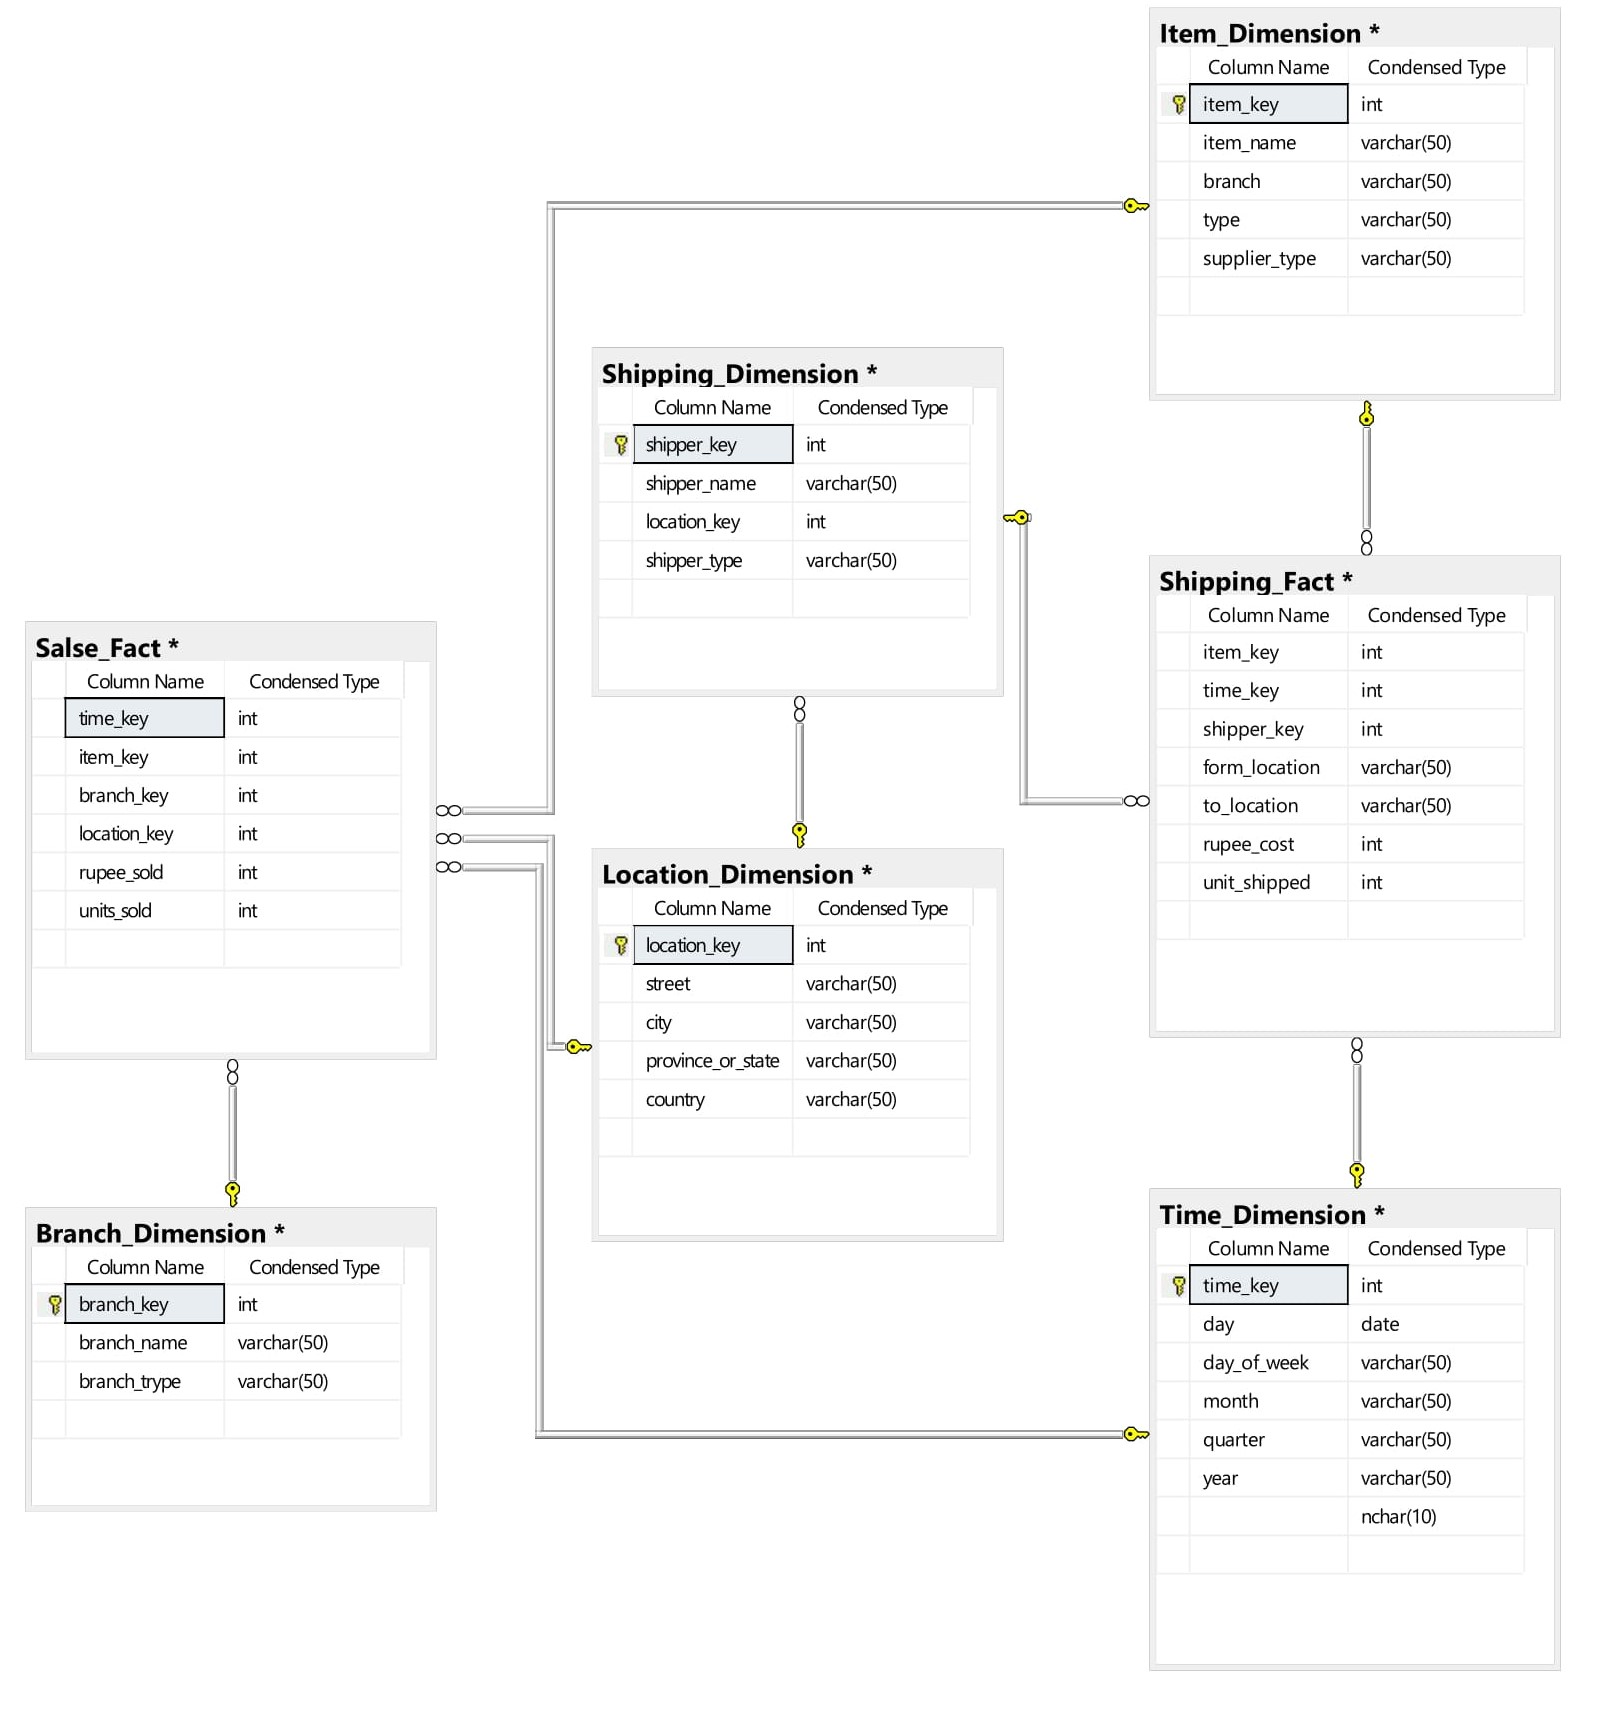 Item_Dimension *
Column Name Condensed Type
item_key int
item_name varchar(50)
branch varchar(50)
type varchar(50)
supplier_type varchar(50)
Shipping_Dimension *
Column Name Condensed Type
shipper_key int
shipper_name varchar(50)
location_key int
shipper_type varchar(50)
Shipping_Fact *
Column Name Condensed Type
item_key int
time_key int
shipper_key int
form_location varchar(50)
to_location varchar(50)
rupee_cost int
unit_shipped int
Salse_Fact *
Column Name Condensed Type
time_key int
item_key int
branch_key int
location_key int
rupee_sold int
units_sold int
Location_Dimension *
Column Name Condensed Type
location_key int
street varchar(50)
city varchar(50)
province_or_state varchar(50)
country varchar(50)
Branch_Dimension *
Column Name Condensed Type
branch_key int
branch_name varchar(50)
branch_trype varchar(50)
Time_Dimension *
Column Name Condensed Type
time_key int
day date
day_of_week varchar(50)
month varchar(50)
quarter varchar(50)
year varchar(50)
nchar(10)